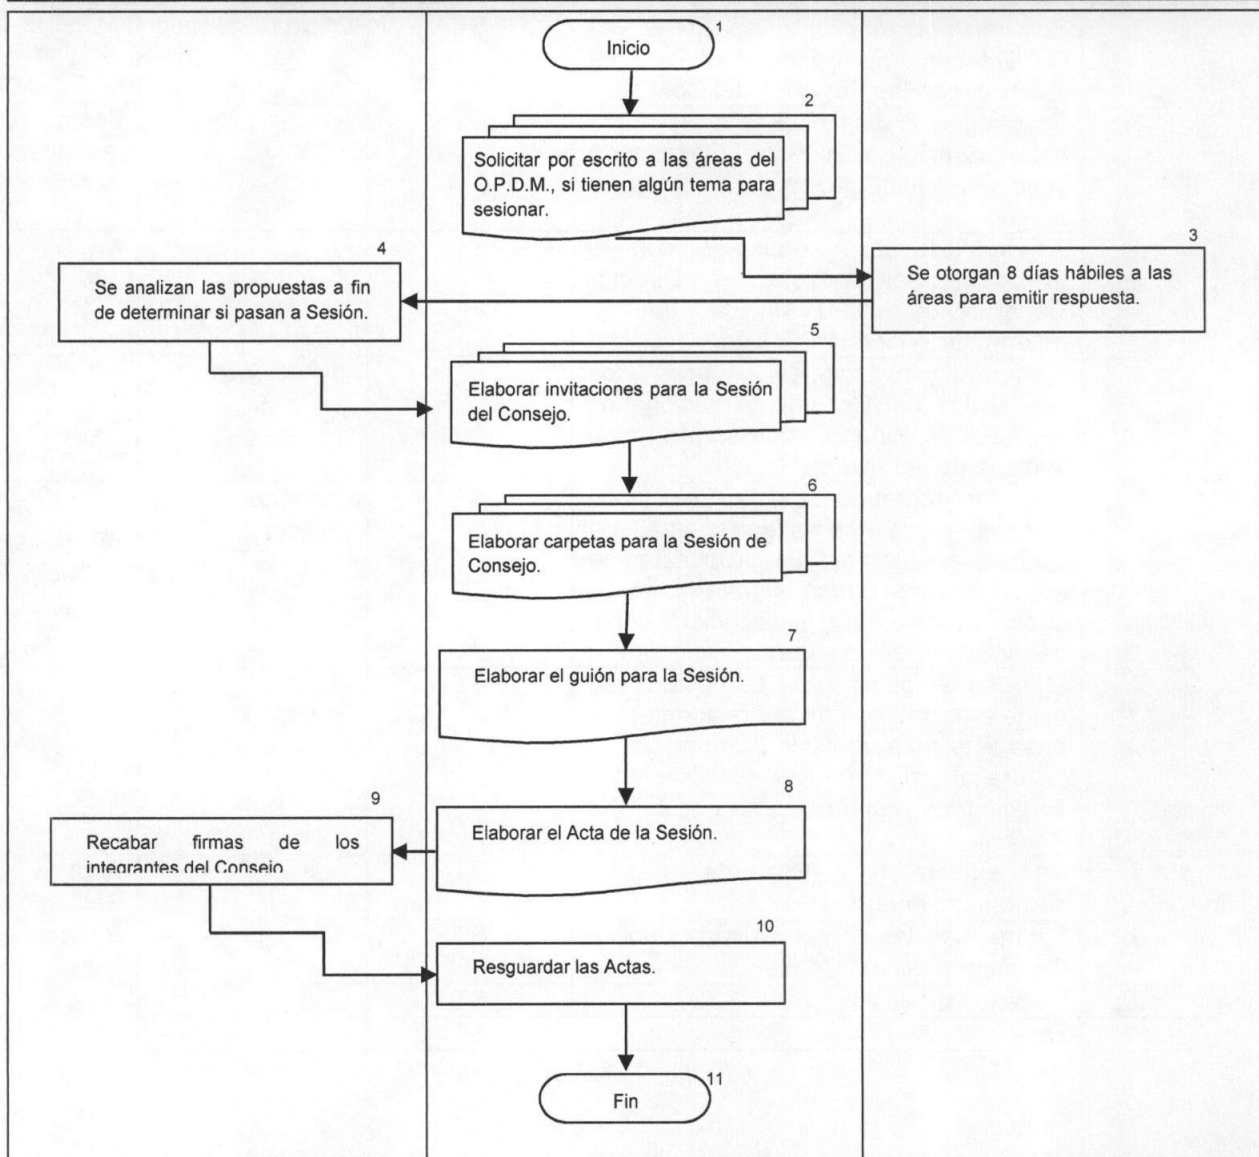 1
Inicio
2
Solicitar por escrito a las áreas del
O.P.D.M., si tienen algún tema para
sesionar.
3
Se otorgan 8 días hábiles a las
áreas para emitir respuesta.
4
Se analizan las propuestas a fin
de determinar si pasan a Sesión.
5
Elaborar invitaciones para la Sesión
del Consejo.
6
Elaborar carpetas para la Sesión de
Consejo.
7
Elaborar el guión para la Sesión.
8
Elaborar el Acta de la Sesión.
9
Recabar firmas de los
integrantes del Consejo
10
Resguardar las Actas.
11
Fin